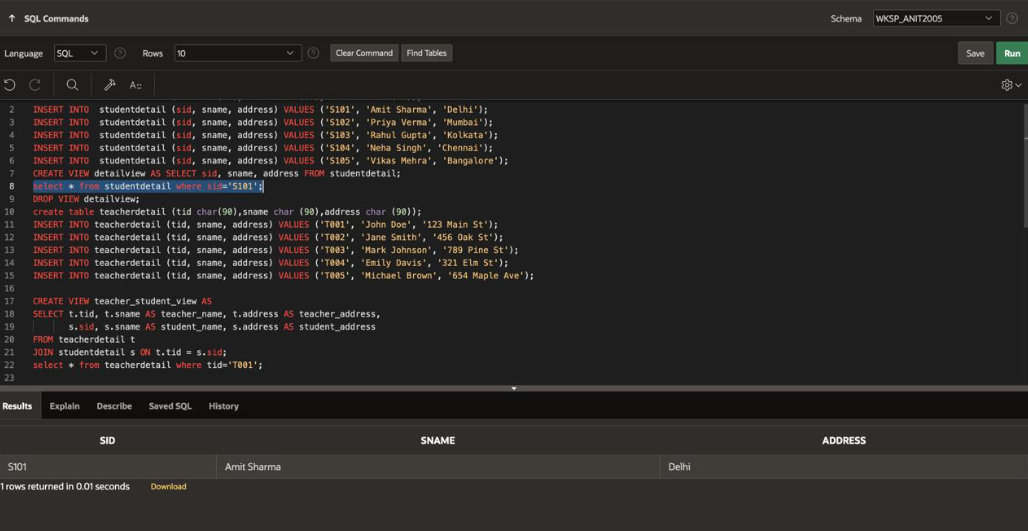 ↑ SQL Commands Schema WKSP_ANIT2005
Language SQL Rows 10 Clear Command Find Tables Save Run
2 INSERT INTO studentdetail (sid, sname, address) VALUES ('S101', 'Amit Sharma', 'Delhi');
3 INSERT INTO studentdetail (sid, sname, address) VALUES ('S102', 'Priya Verma', 'Mumbai');
4 INSERT INTO studentdetail (sid, sname, address) VALUES ('S103', 'Rahul Gupta', 'Kolkata');
5 INSERT INTO studentdetail (sid, sname, address) VALUES ('S104', 'Neha Singh', 'Chennai');
6 INSERT INTO studentdetail (sid, sname, address) VALUES ('S105', 'Vikas Mehra', 'Bangalore');
7 CREATE VIEW detailview AS SELECT sid, sname, address FROM studentdetail;
8 select * from studentdetail where sid='S101';
9 DROP VIEW detailview;
10 create table teacherdetail (tid char(90),sname char (90),address char (90));
11 INSERT INTO teacherdetail (tid, sname, address) VALUES ('T001', 'John Doe', '123 Main St');
12 INSERT INTO teacherdetail (tid, sname, address) VALUES ('T002', 'Jane Smith', '456 Oak St');
13 INSERT INTO teacherdetail (tid, sname, address) VALUES ('T003', 'Mark Johnson', '789 Pine St');
14 INSERT INTO teacherdetail (tid, sname, address) VALUES ('T004', 'Emily Davis', '321 Elm St');
15 INSERT INTO teacherdetail (tid, sname, address) VALUES ('T005', 'Michael Brown', '654 Maple Ave');
16
17 CREATE VIEW teacher_student_view AS
18 SELECT t.tid, t.sname AS teacher_name, t.address AS teacher_address,
19 s.sid, s.sname AS student_name, s.address AS student_address
20 FROM teacherdetail t
21 JOIN studentdetail s ON t.tid = s.sid;
22 select * from teacherdetail where tid='T001';
23
Results Explain Describe Saved SQL History
SID SNAME ADDRESS
S101 Amit Sharma Delhi
1 rows returned in 0.01 seconds Download